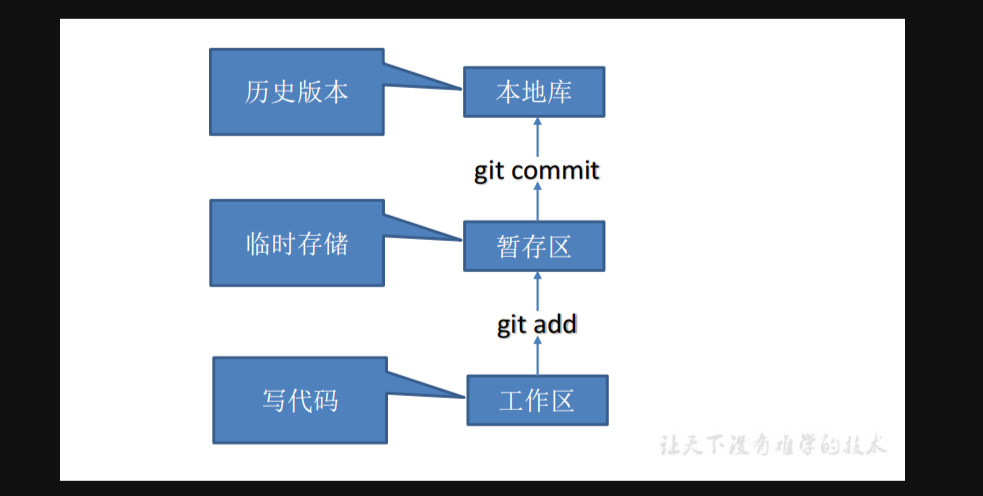 历史版本
本地库
git commit
临时存储
暂存区
git add
写代码
工作区
让天下没有难学的技术